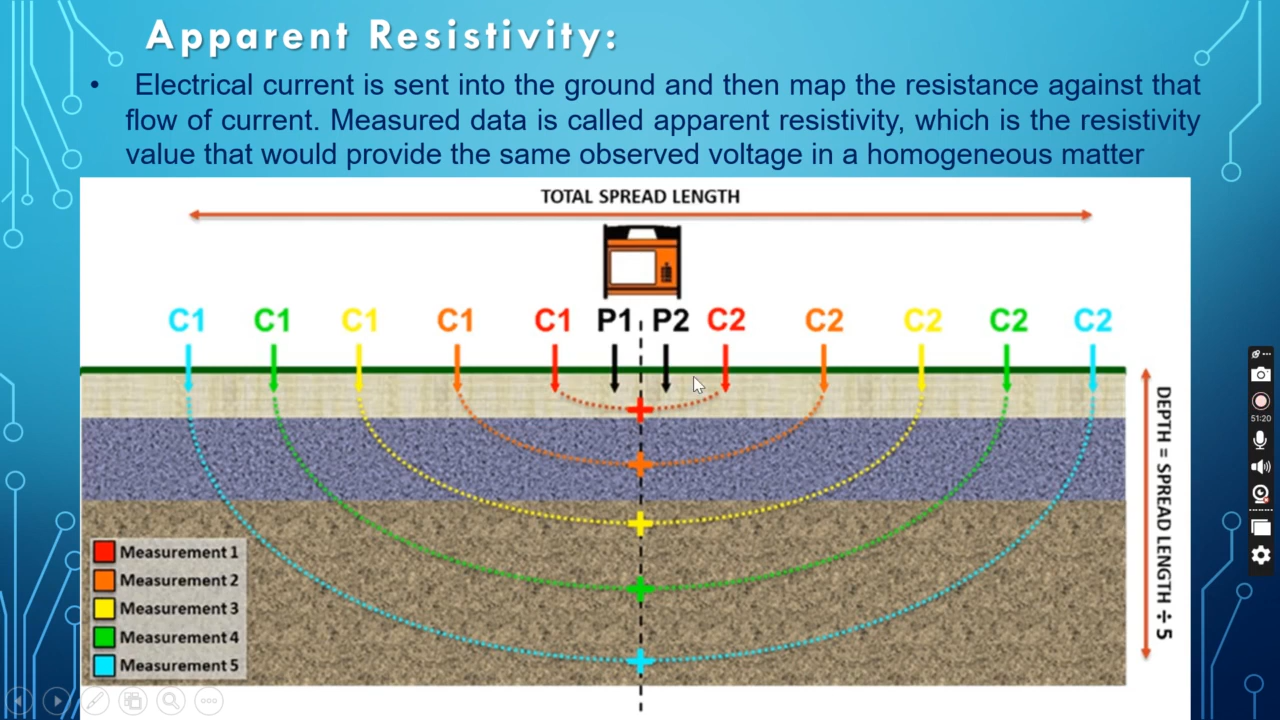 Apparent Resistivity:
• Electrical current is sent into the ground and then map the resistance against that
flow of current. Measured data is called apparent resistivity, which is the resistivity
value that would provide the same observed voltage in a homogeneous matter
TOTAL SPREAD LENGTH
C1 C1 C1 C1 C1 P1 P2 C2 C2 C2 C2 C2
DEPTH = SPREAD LENGTH ÷ 5
Measurement 1
Measurement 2
Measurement 3
Measurement 4
Measurement 5
51:20